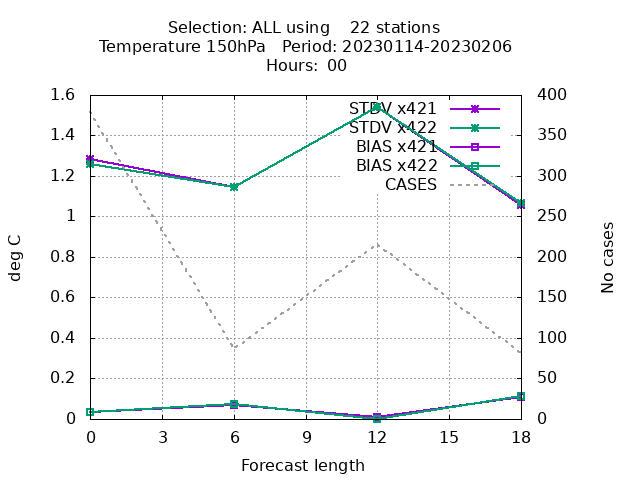 Selection: ALL using    22 stations
Temperature 150hPa   Period: 20230114-20230206
Hours: 00
1.6
1.4
1.2
1
0.8
0.6
0.4
0.2
0
400
350
300
250
200
150
100
50
0
STDV x421
STDV x422
BIAS x421
BIAS x422
CASES
deg C
No cases
0 3 6 9 12 15 18
Forecast length